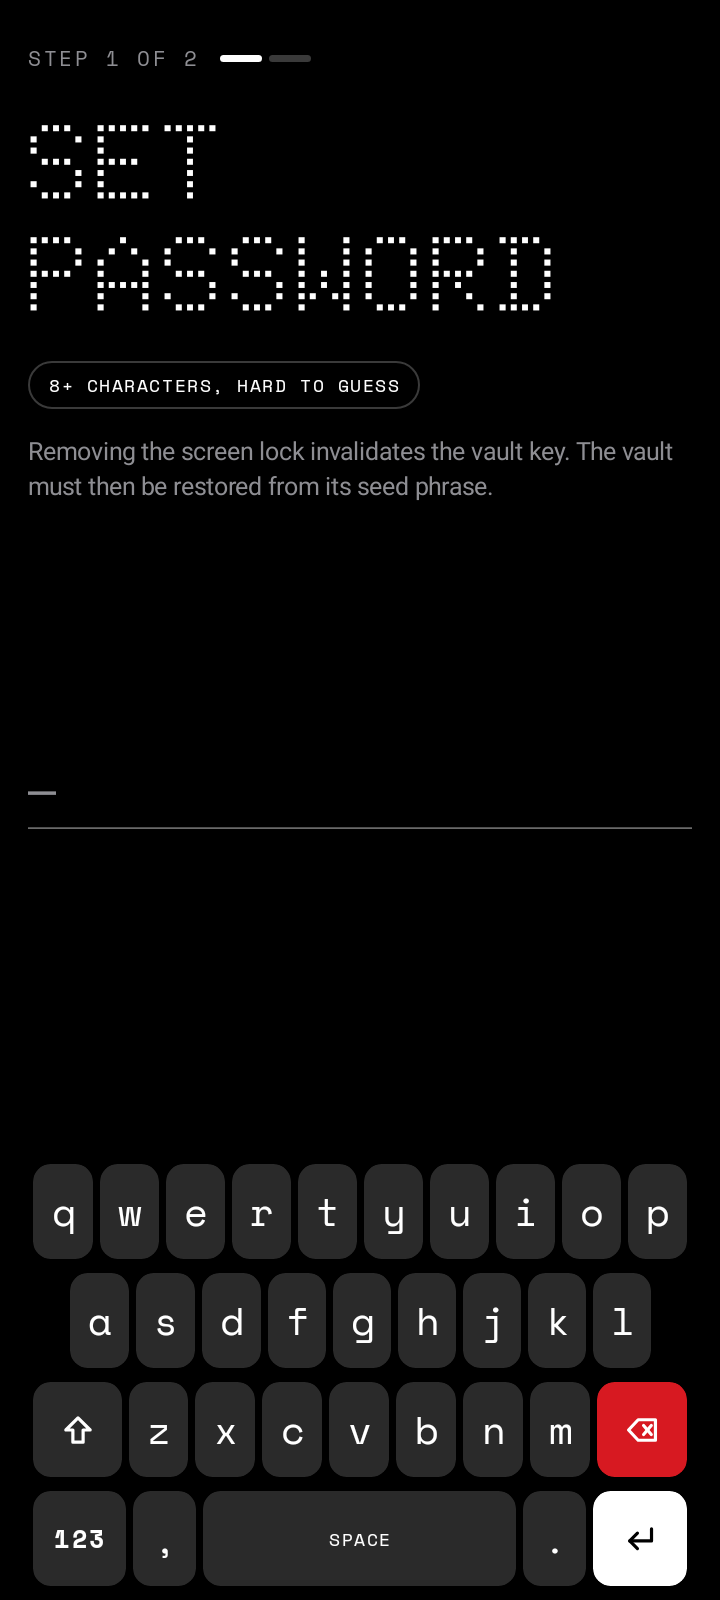 STEP 1 OF 2
SET
PASSWORD
8+ CHARACTERS, HARD TO GUESS
Removing the screen lock invalidates the vault key. The vault
must then be restored from its seed phrase.
q w e r t y u i o p
a s d f g h j k l
z x c v b n m
123 , SPACE .